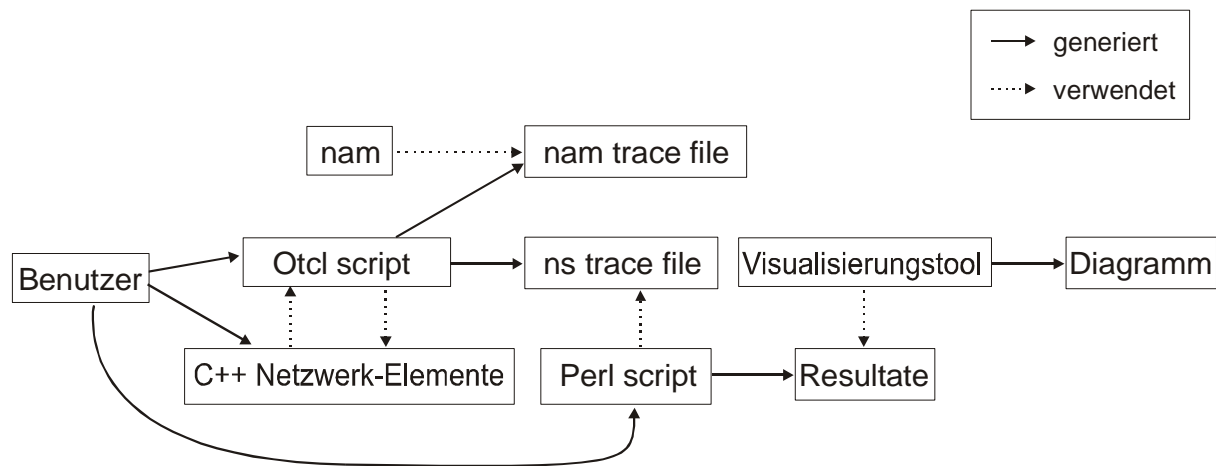 generiert
verwendet
nam
nam trace file
Benutzer
Otcl script
ns trace file
Visualisierungstool
Diagramm
C++ Netzwerk-Elemente
Perl script
Resultate